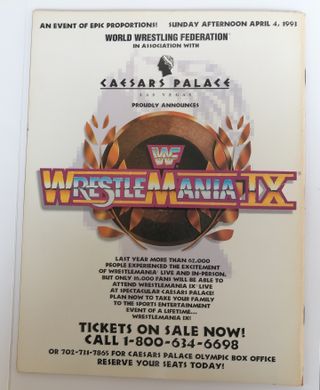 AN EVENT OF EPIC PROPORTIONS! SUNDAY AFTERNOON APRIL 4, 1993
WORLD WRESTLING FEDERATION®
IN ASSOCIATION WITH
CAESARS PALACE
LAS VEGAS
PROUDLY ANNOUNCES
WF
WRESTLEMANIA IX®
LAST YEAR MORE THAN 62,000
PEOPLE EXPERIENCED THE EXCITEMENT
OF WRESTLEMANIA® LIVE AND IN-PERSON.
BUT ONLY 16,000 FANS WILL BE ABLE TO
ATTEND WRESTLEMANIA IX® LIVE
AT SPECTACULAR CAESARS PALACE!
PLAN NOW TO TAKE YOUR FAMILY
TO THE SPORTS ENTERTAINMENT
EVENT OF A LIFETIME...
WRESTLEMANIA IX!
TICKETS ON SALE NOW!
CALL 1-800-634-6698
OR 702-731-7865 FOR CAESARS PALACE OLYMPIC BOX OFFICE
RESERVE YOUR SEATS TODAY!